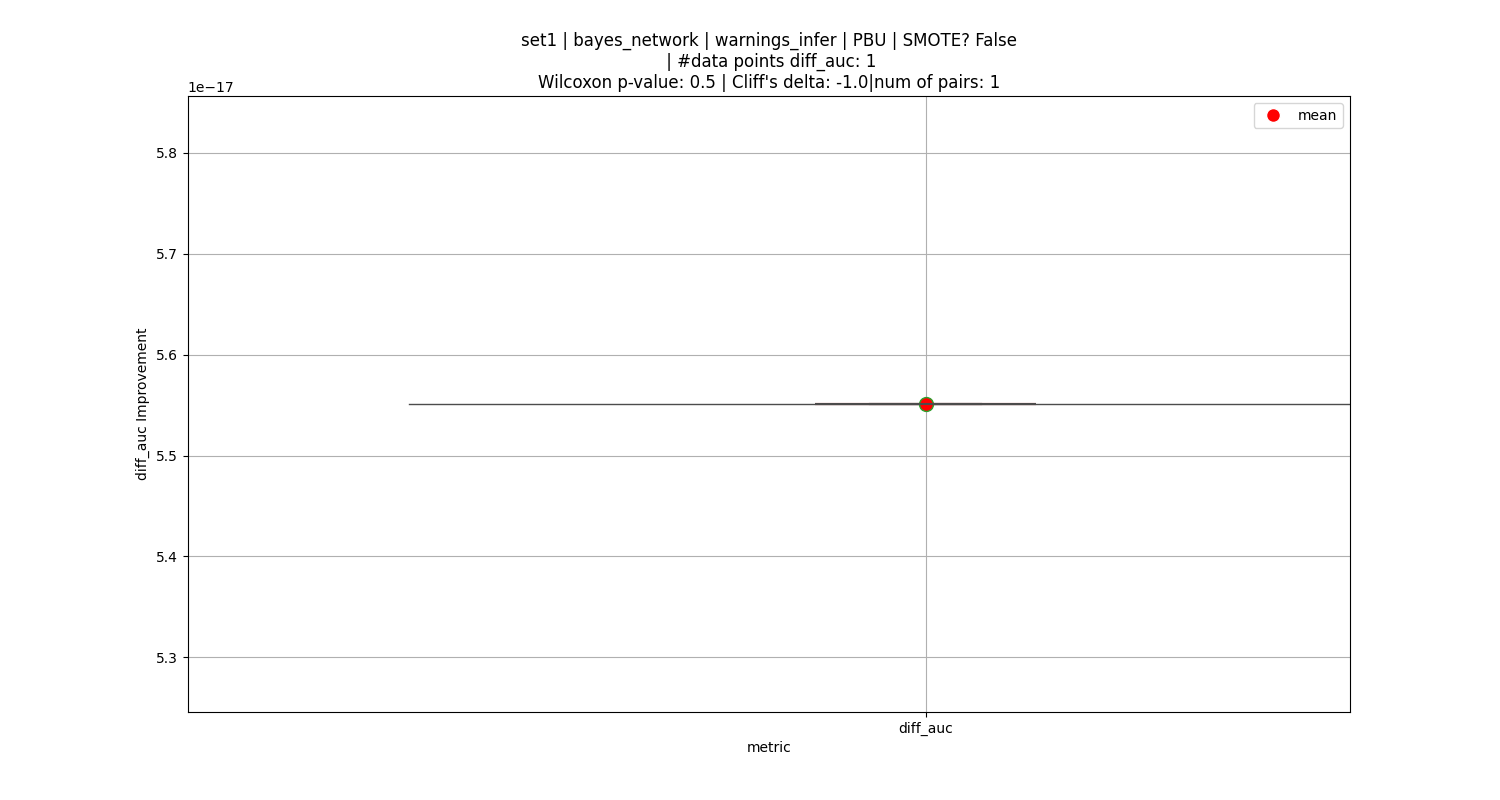 set1 | bayes_network | warnings_infer | PBU | SMOTE? False
| #data points diff_auc: 1
Wilcoxon p-value: 0.5 | Cliff's delta: -1.0|num of pairs: 1
1e−17
mean
5.8
5.7
5.6
5.5
5.4
5.3
diff_auc Improvement
diff_auc
metric